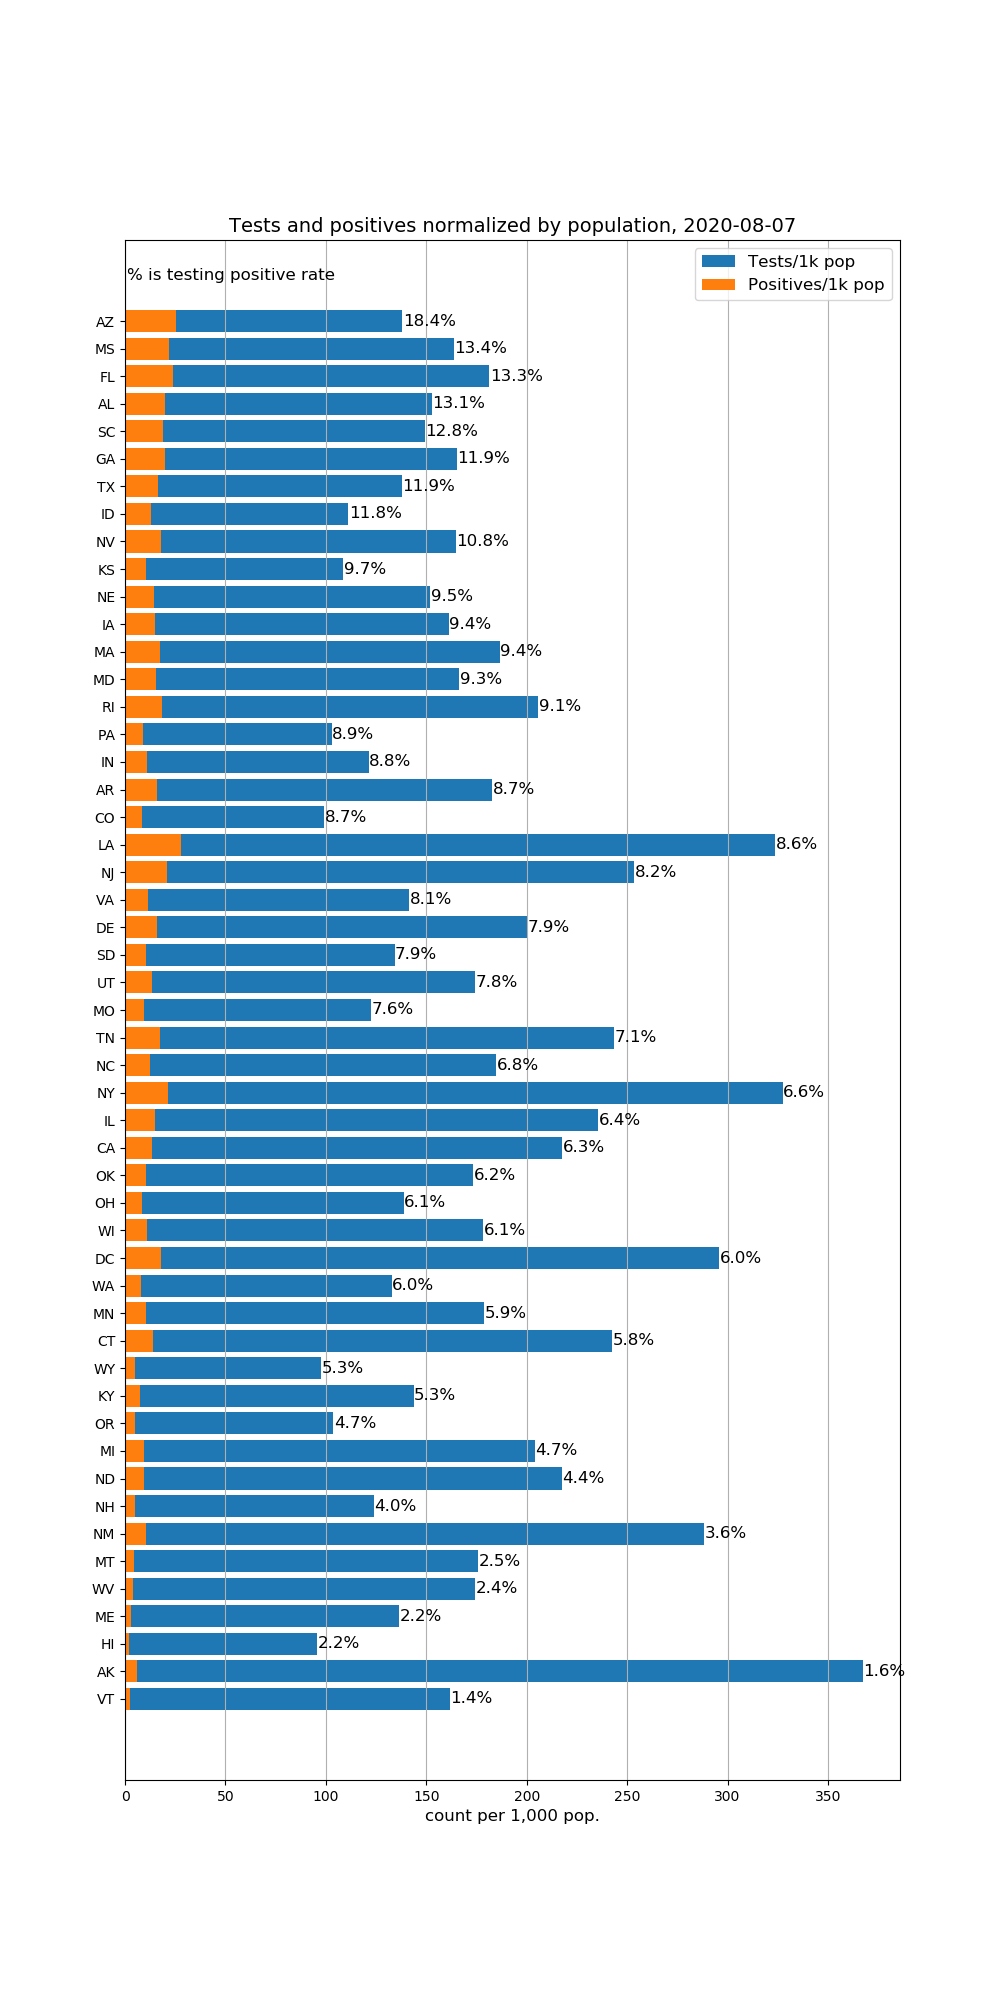 Tests and positives normalized by population, 2020-08-07
% is testing positive rate
Tests/1k pop
Positives/1k pop
AZ 18.4%
MS 13.4%
FL 13.3%
AL 13.1%
SC 12.8%
GA 11.9%
TX 11.9%
ID 11.8%
NV 10.8%
KS 9.7%
NE 9.5%
IA 9.4%
MA 9.4%
MD 9.3%
RI 9.1%
PA 8.9%
IN 8.8%
AR 8.7%
CO 8.7%
LA 8.6%
NJ 8.2%
VA 8.1%
DE 7.9%
SD 7.9%
UT 7.8%
MO 7.6%
TN 7.1%
NC 6.8%
NY 6.6%
IL 6.4%
CA 6.3%
OK 6.2%
OH 6.1%
WI 6.1%
DC 6.0%
WA 6.0%
MN 5.9%
CT 5.8%
WY 5.3%
KY 5.3%
OR 4.7%
MI 4.7%
ND 4.4%
NH 4.0%
NM 3.6%
MT 2.5%
WV 2.4%
ME 2.2%
HI 2.2%
AK 1.6%
VT 1.4%
0 50 100 150 200 250 300 350
count per 1,000 pop.